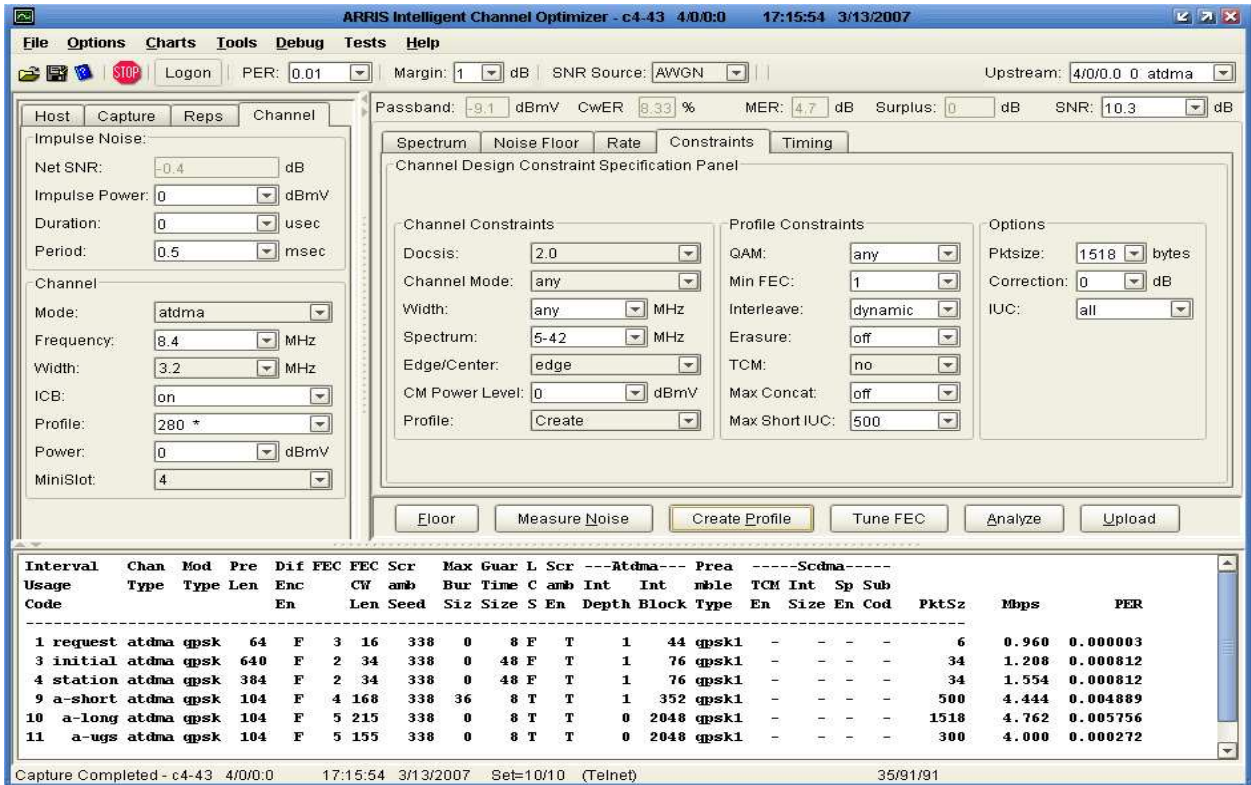 ARRIS Intelligent Channel Optimizer - c4-43 4/0/0:0 17:15:54 3/13/2007
File Options Charts Tools Debug Tests Help
STOP Logon PER: 0.01 Margin: 1 dB SNR Source: AWGN Upstream: 4/0/0.0 0 atdma
Host Capture Reps Channel
Impulse Noise:
Net SNR: -0.4 dB
Impulse Power: 0 dBmV
Duration: 0 usec
Period: 0.5 msec
Channel
Mode: atdma
Frequency: 8.4 MHz
Width: 3.2 MHz
ICB: on
Profile: 280 *
Power: 0 dBmV
MiniSlot: 4
Passband: -9.1 dBmV CwER 8.33 % MER: 4.7 dB Surplus: 0 dB SNR: 10.3 dB
Spectrum Noise Floor Rate Constraints Timing
Channel Design Constraint Specification Panel
Channel Constraints
Docsis: 2.0
Channel Mode: any
Width: any MHz
Spectrum: 5-42 MHz
Edge/Center: edge
CM Power Level: 0 dBmV
Profile: Create
Profile Constraints
QAM: any
Min FEC: 1
Interleave: dynamic
Erasure: off
TCM: no
Max Concat: off
Max Short IUC: 500
Options
Pktsize: 1518 bytes
Correction: 0 dB
IUC: all
Floor Measure Noise Create Profile Tune FEC Analyze Upload
Interval Chan Mod Pre Dif FEC FEC Scr Max Guar L Scr ---Atdma--- Prea -----Scdma-----
Usage Type Type Len Enc CW amb Bur Time C amb Int Int mble TCM Int Sp Sub
Code En Len Seed Siz Size S En Depth Block Type En Size En Cod PktSz Mbps PER
1 request atdma qpsk 64 F 3 16 338 0 8 F T 1 44 qpsk1 - - - - 6 0.960 0.000003
3 initial atdma qpsk 640 F 2 34 338 0 48 F T 1 76 qpsk1 - - - - 34 1.208 0.000812
4 station atdma qpsk 384 F 2 34 338 0 48 F T 1 76 qpsk1 - - - - 34 1.554 0.000812
9 a-short atdma qpsk 104 F 4 168 338 36 8 T T 1 352 qpsk1 - - - - 500 4.444 0.004889
10 a-long atdma qpsk 104 F 5 215 338 0 8 T T 0 2048 qpsk1 - - - - 1518 4.762 0.005756
11 a-ugs atdma qpsk 104 F 5 155 338 0 8 T T 0 2048 qpsk1 - - - - 300 4.000 0.000272
Capture Completed - c4-43 4/0/0:0 17:15:54 3/13/2007 Set=10/10 (Telnet) 35/91/91